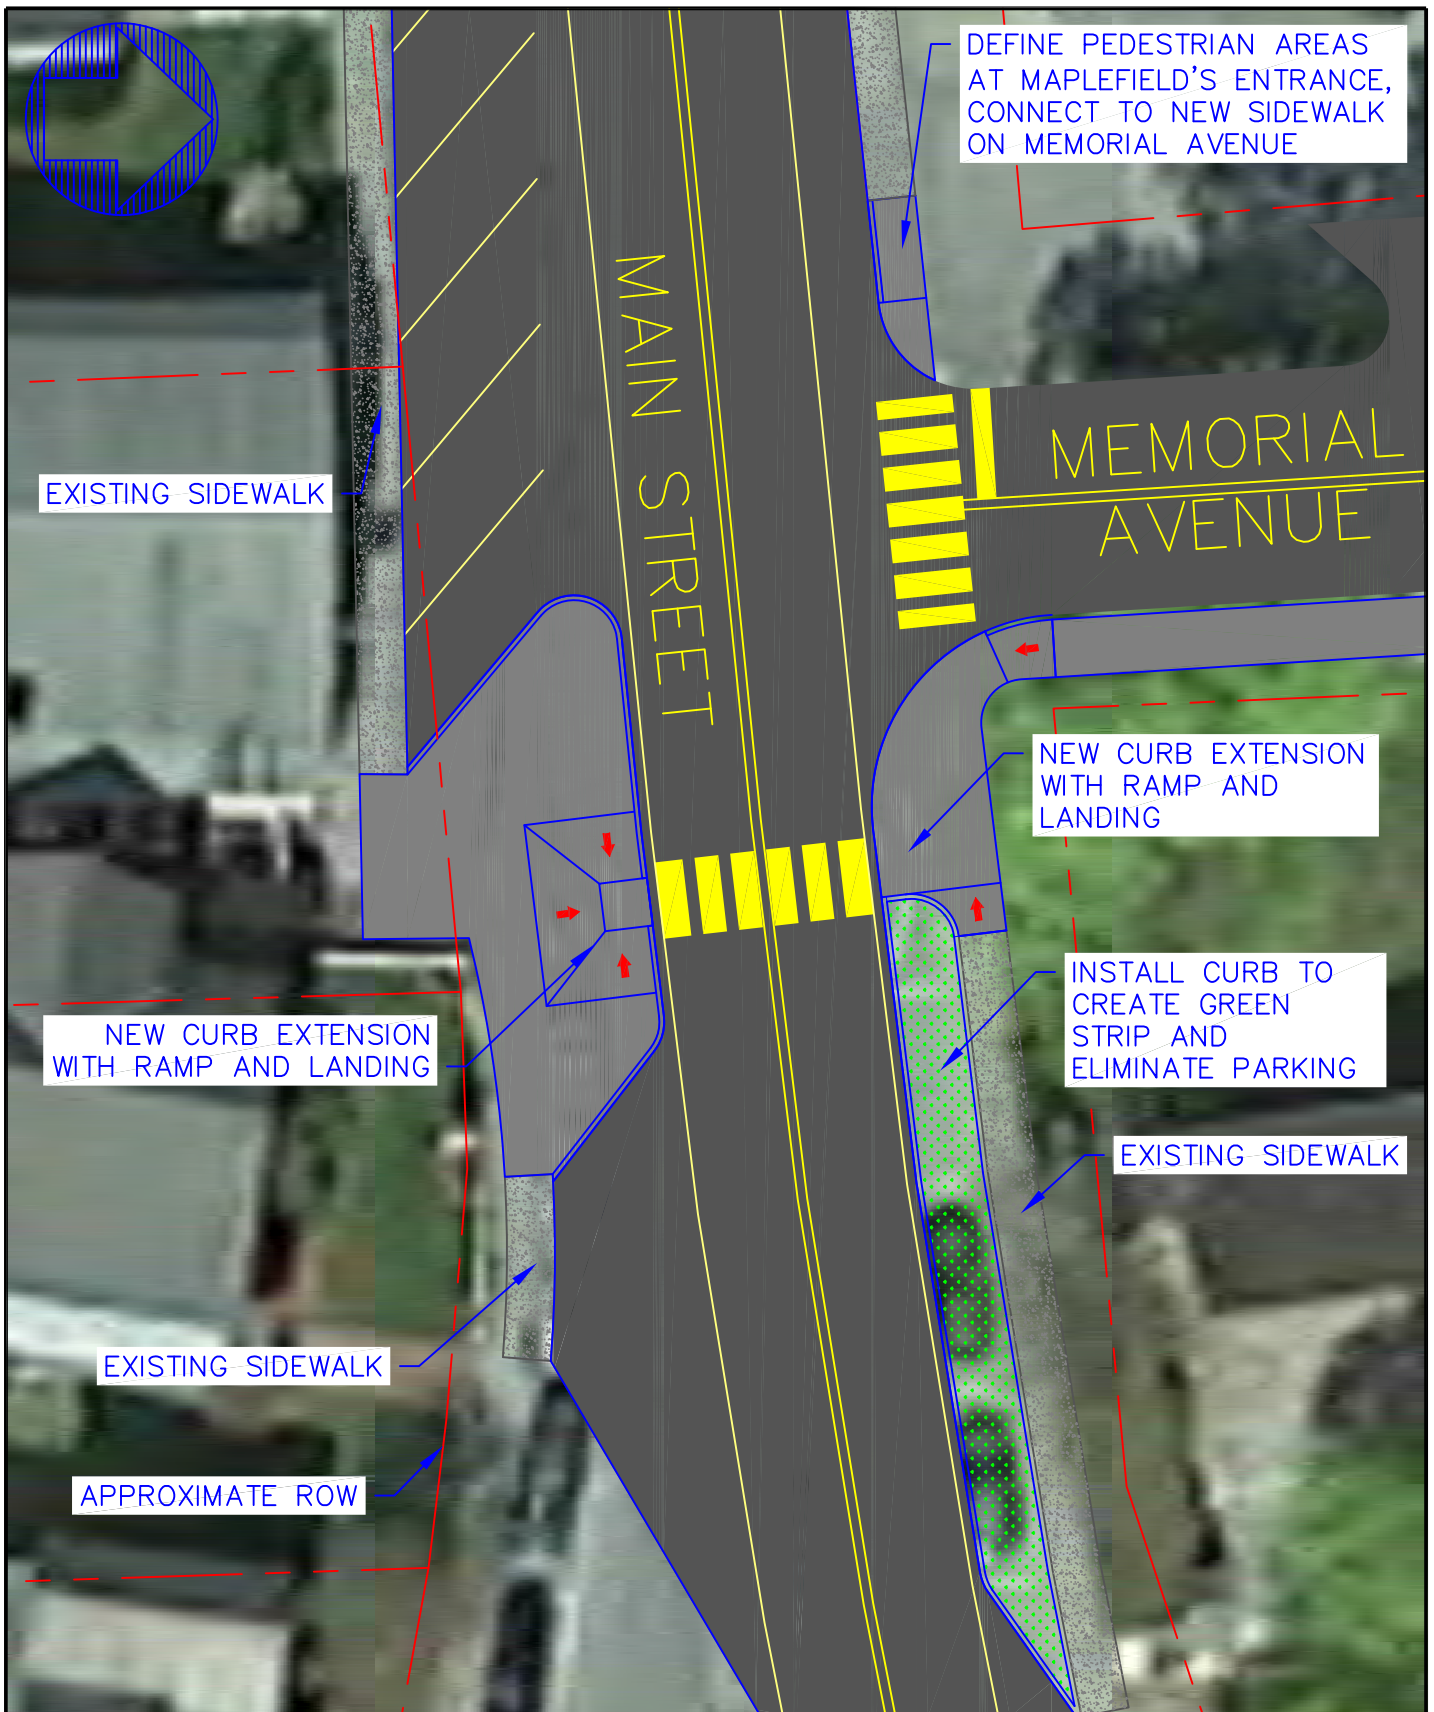 DEFINE PEDESTRIAN AREAS
AT MAPLEFIELD'S ENTRANCE,
CONNECT TO NEW SIDEWALK
ON MEMORIAL AVENUE
MAIN STREET
MEMORIAL
AVENUE
EXISTING SIDEWALK
NEW CURB EXTENSION
WITH RAMP AND
LANDING
INSTALL CURB TO
CREATE GREEN
STRIP AND
ELIMINATE PARKING
NEW CURB EXTENSION
WITH RAMP AND LANDING
EXISTING SIDEWALK
EXISTING SIDEWALK
APPROXIMATE ROW